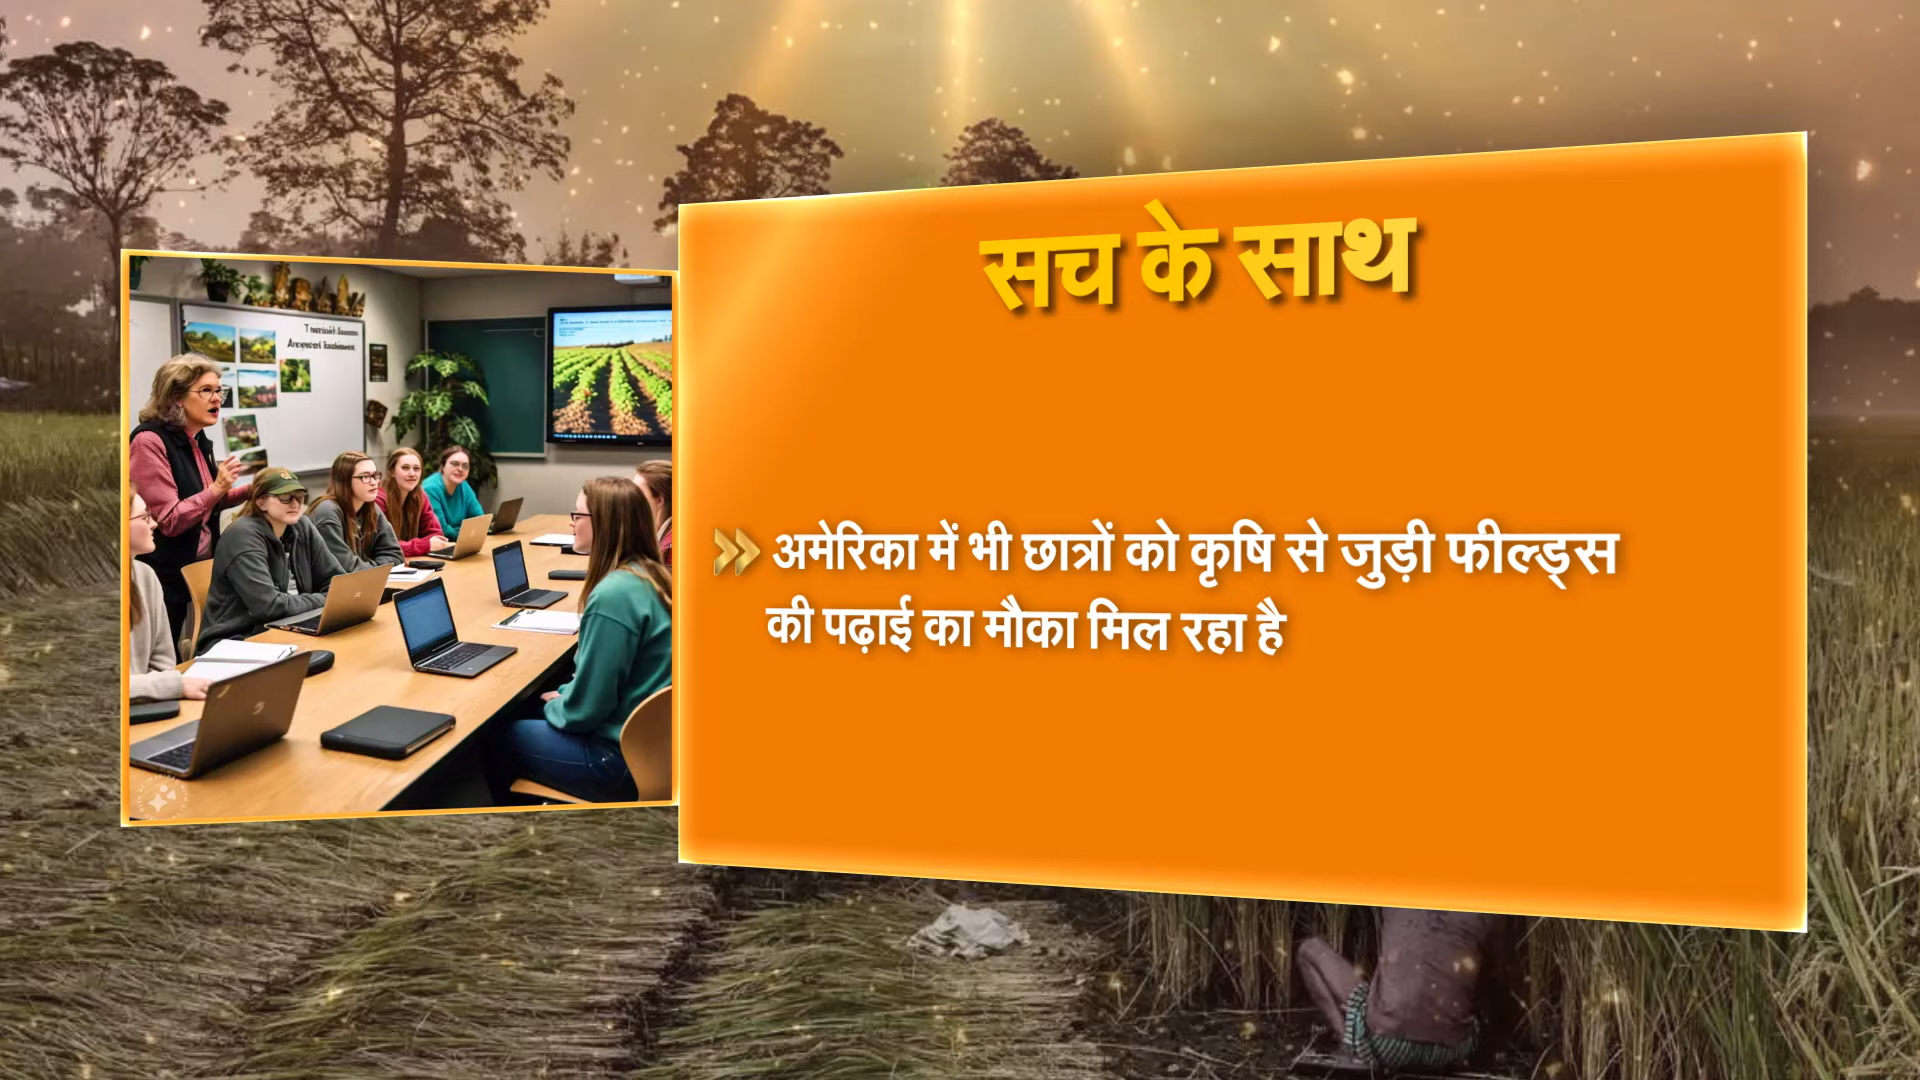 सच के साथ
अमेरिका में भी छात्रों को कृषि से जुड़ी फील्ड्स
की पढ़ाई का मौका मिल रहा है